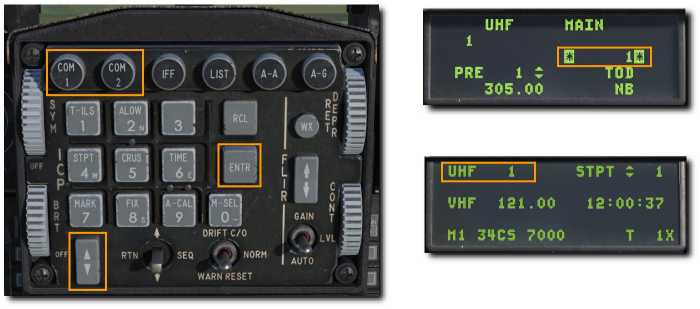 COM 1
COM 2
IFF
LIST
A-A
A-G
SYM
T-ILS 1
ALOW 2 N
3
RCL
RET DEPR
WX
OFF
ICP
STPT 4 W
CRUS 5
TIME 6 E
ENTR
FLIR
BRT
MARK 7
FIX 8 S
A-CAL 9
M-SEL 0 -
CONT
GAIN
OFF
DRIFT C/O
RTN
SEQ
NORM
LVL
WARN RESET
AUTO
UHF MAIN
1
* 1*
PRE 1 TOD
305.00 NB
UHF 1 STPT 1
VHF 121.00 12:00:37
M1 34C5 7000 T 1X